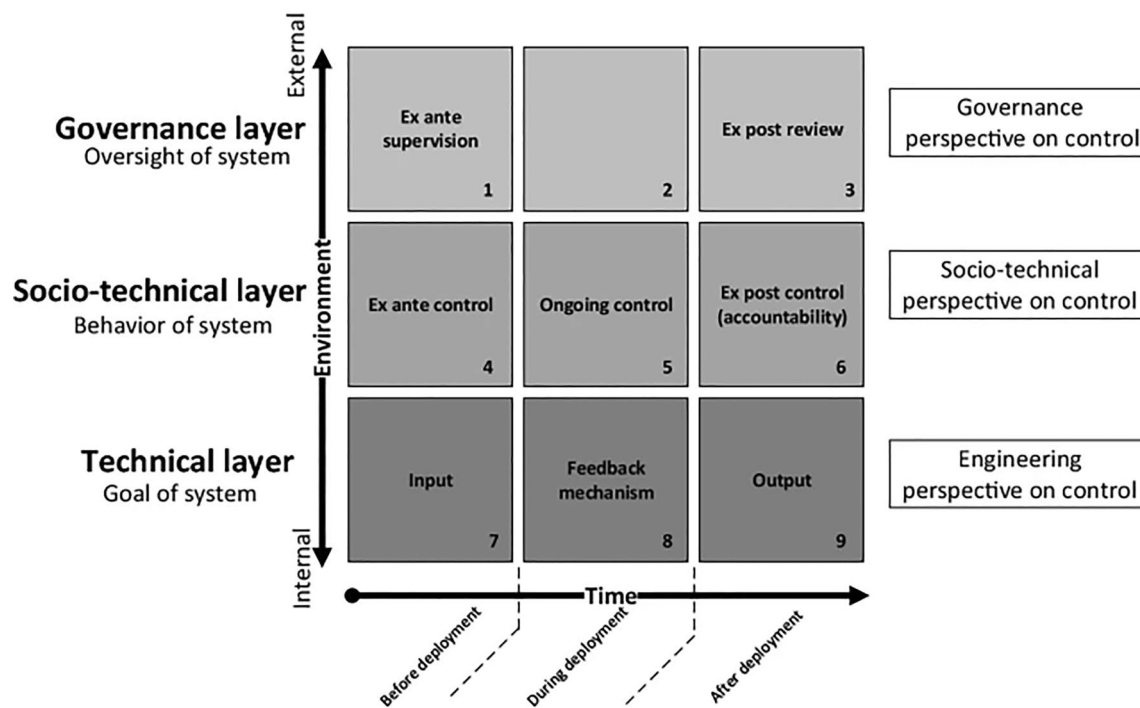 External
Governance layer
Oversight of system
Ex ante
supervision
1
2
Ex post review
3
Governance
perspective on control
Environment
Socio-technical layer
Behavior of system
Ex ante control
4
Ongoing control
5
Ex post control
(accountability)
6
Socio-technical
perspective on control
Technical layer
Goal of system
Input
7
Feedback
mechanism
8
Output
9
Engineering
perspective on control
Internal
Time
Before deployment
During deployment
After deployment